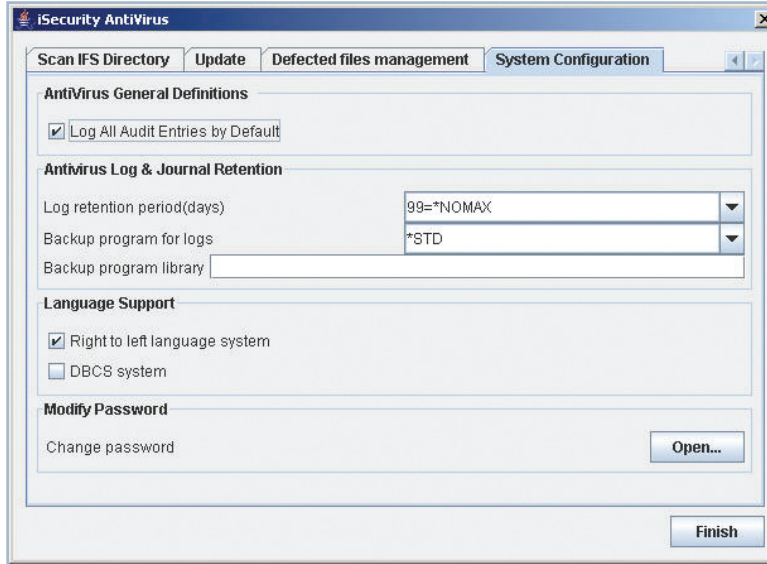 iSecurity AntiVirus
Scan IFS Directory Update Defected files management System Configuration
AntiVirus General Definitions
Log All Audit Entries by Default
Antivirus Log & Journal Retention
Log retention period(days) 99=*NOMAX
Backup program for logs *STD
Backup program library
Language Support
Right to left language system
DBCS system
Modify Password
Change password Open...
Finish